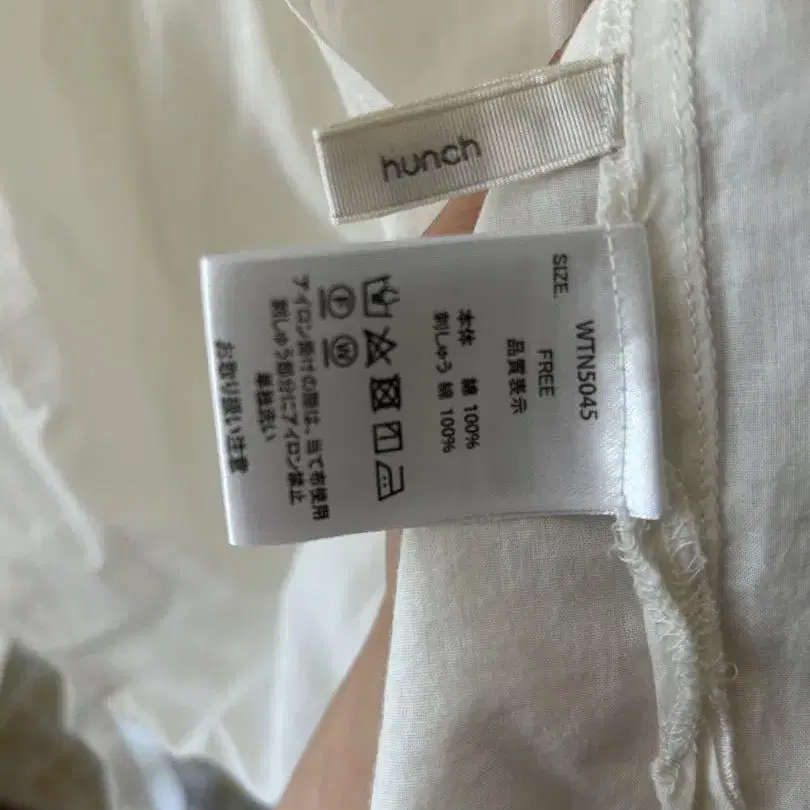 hunch
WTN5045
SIZE. FREE
品質表示
本体 綿 100%
刺しゅう 綿 100%
W
F W
アイロン掛けの際は、当て布使用
刺しゅう部分にアイロン禁止
単独洗い
お取り扱い注意